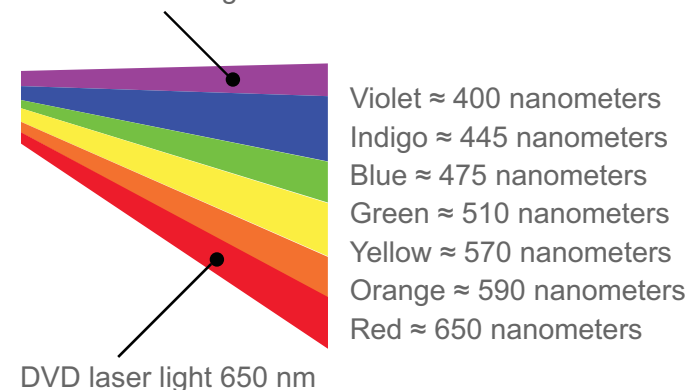 Violet ≈ 400 nanometers
Indigo ≈ 445 nanometers
Blue ≈ 475 nanometers
Green ≈ 510 nanometers
Yellow ≈ 570 nanometers
Orange ≈ 590 nanometers
Red ≈ 650 nanometers
DVD laser light 650 nm